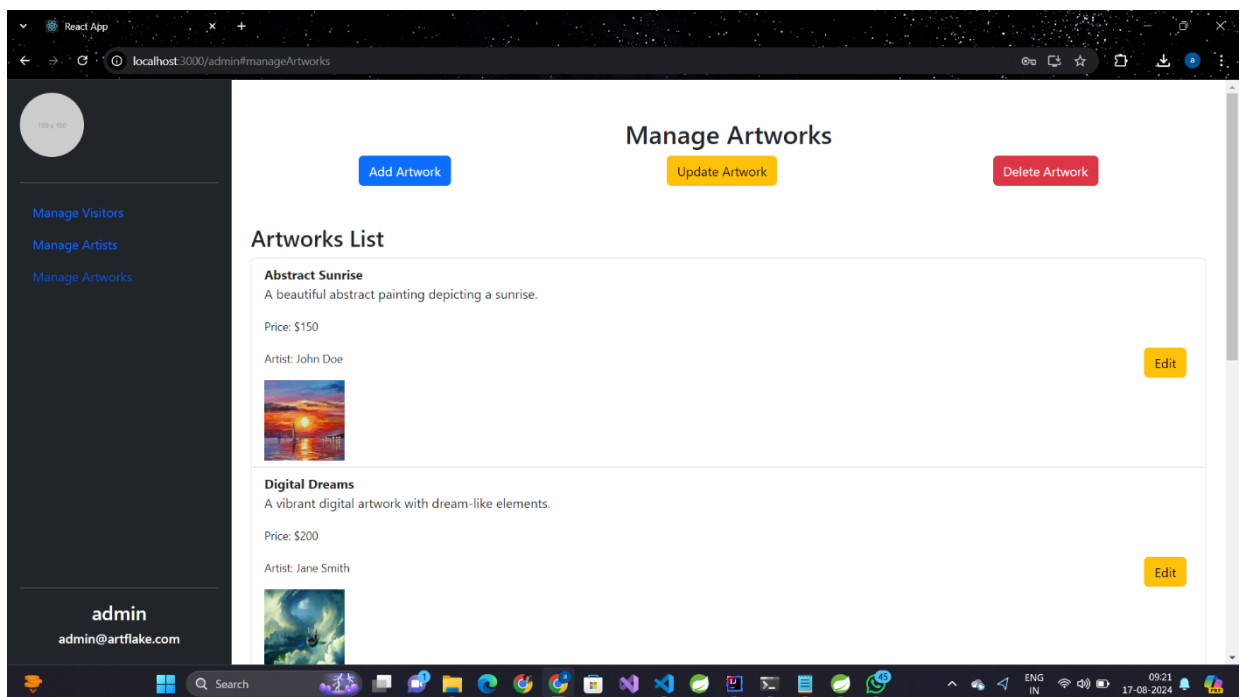 React App
localhost:3000/admin#manageArtworks
a
150 x 150
Manage Visitors
Manage Artists
Manage Artworks
admin
admin@artflake.com
Manage Artworks
Add Artwork
Update Artwork
Delete Artwork
Artworks List
Abstract Sunrise
A beautiful abstract painting depicting a sunrise.
Price: $150
Artist: John Doe
Edit
Digital Dreams
A vibrant digital artwork with dream-like elements.
Price: $200
Artist: Jane Smith
Edit
Search
45
ENG
IN
09:21
17-08-2024